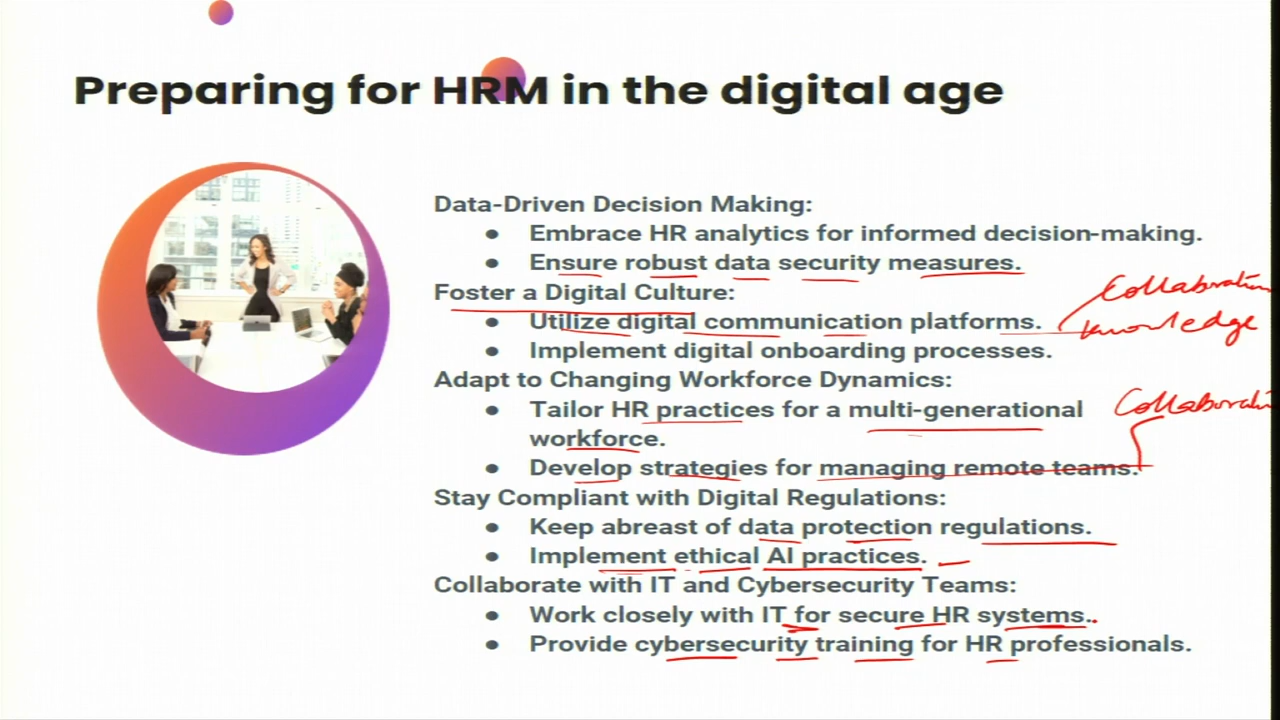 Preparing for HRM in the digital age
Data-Driven Decision Making:
● Embrace HR analytics for informed decision-making.
● Ensure robust data security measures.
Foster a Digital Culture:
● Utilize digital communication platforms.
Collaboration
knowledge
● Implement digital onboarding processes.
Adapt to Changing Workforce Dynamics:
● Tailor HR practices for a multi-generational
workforce.
Collaborati
● Develop strategies for managing remote teams.
Stay Compliant with Digital Regulations:
● Keep abreast of data protection regulations.
● Implement ethical AI practices.
Collaborate with IT and Cybersecurity Teams:
● Work closely with IT for secure HR systems.
● Provide cybersecurity training for HR professionals.